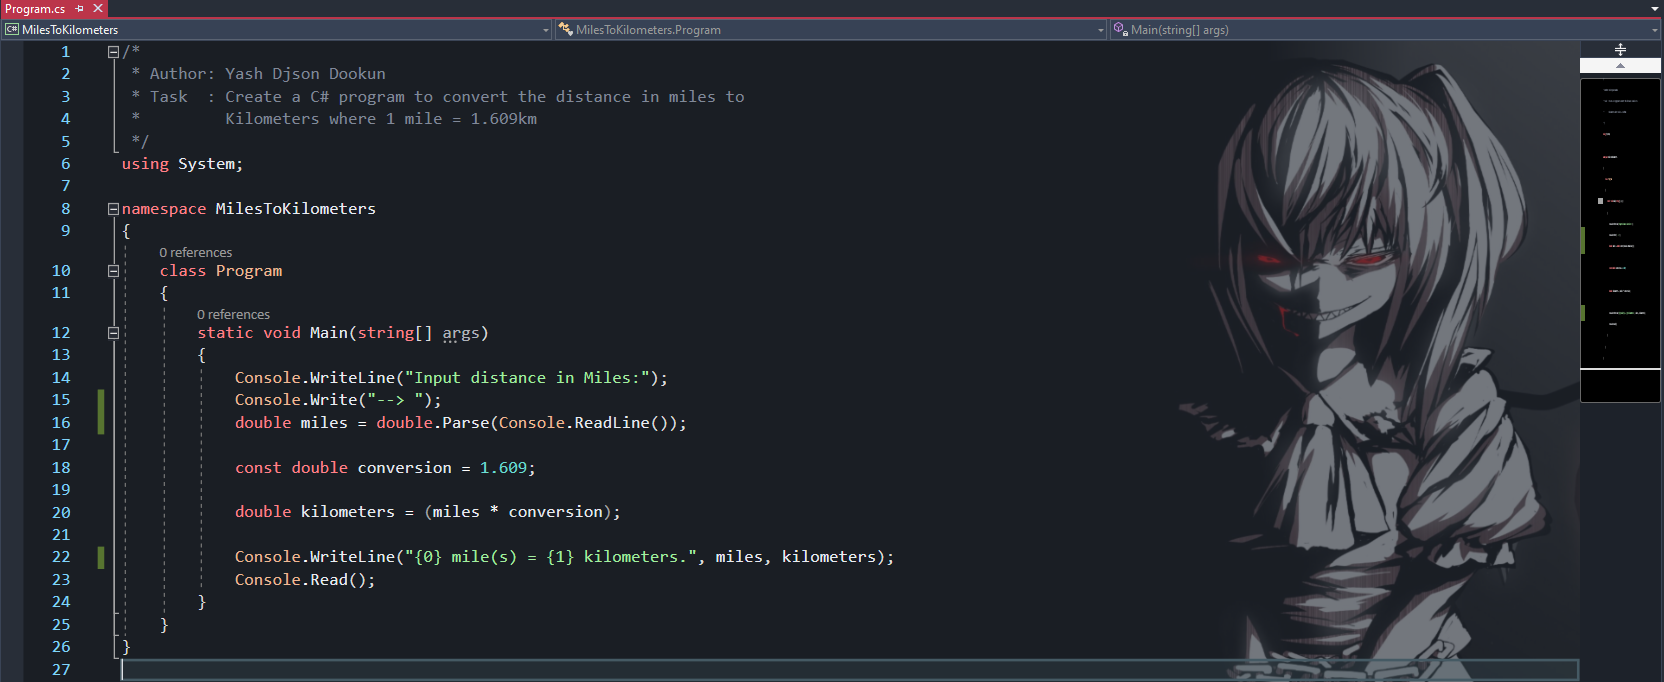 Program.cs
MilesToKilometers MilesToKilometers.Program Main(string[] args)
1 /*
2  * Author: Yash Djson Dookun
3  * Task  : Create a C# program to convert the distance in miles to
4  *         Kilometers where 1 mile = 1.609km
5  */
6 using System;
7
8 namespace MilesToKilometers
9 {
0 references
10     class Program
11     {
0 references
12         static void Main(string[] args)
13         {
14             Console.WriteLine("Input distance in Miles:");
15             Console.Write("--> ");
16             double miles = double.Parse(Console.ReadLine());
17
18             const double conversion = 1.609;
19
20             double kilometers = (miles * conversion);
21
22             Console.WriteLine("{0} mile(s) = {1} kilometers.", miles, kilometers);
23             Console.Read();
24         }
25     }
26 }
27